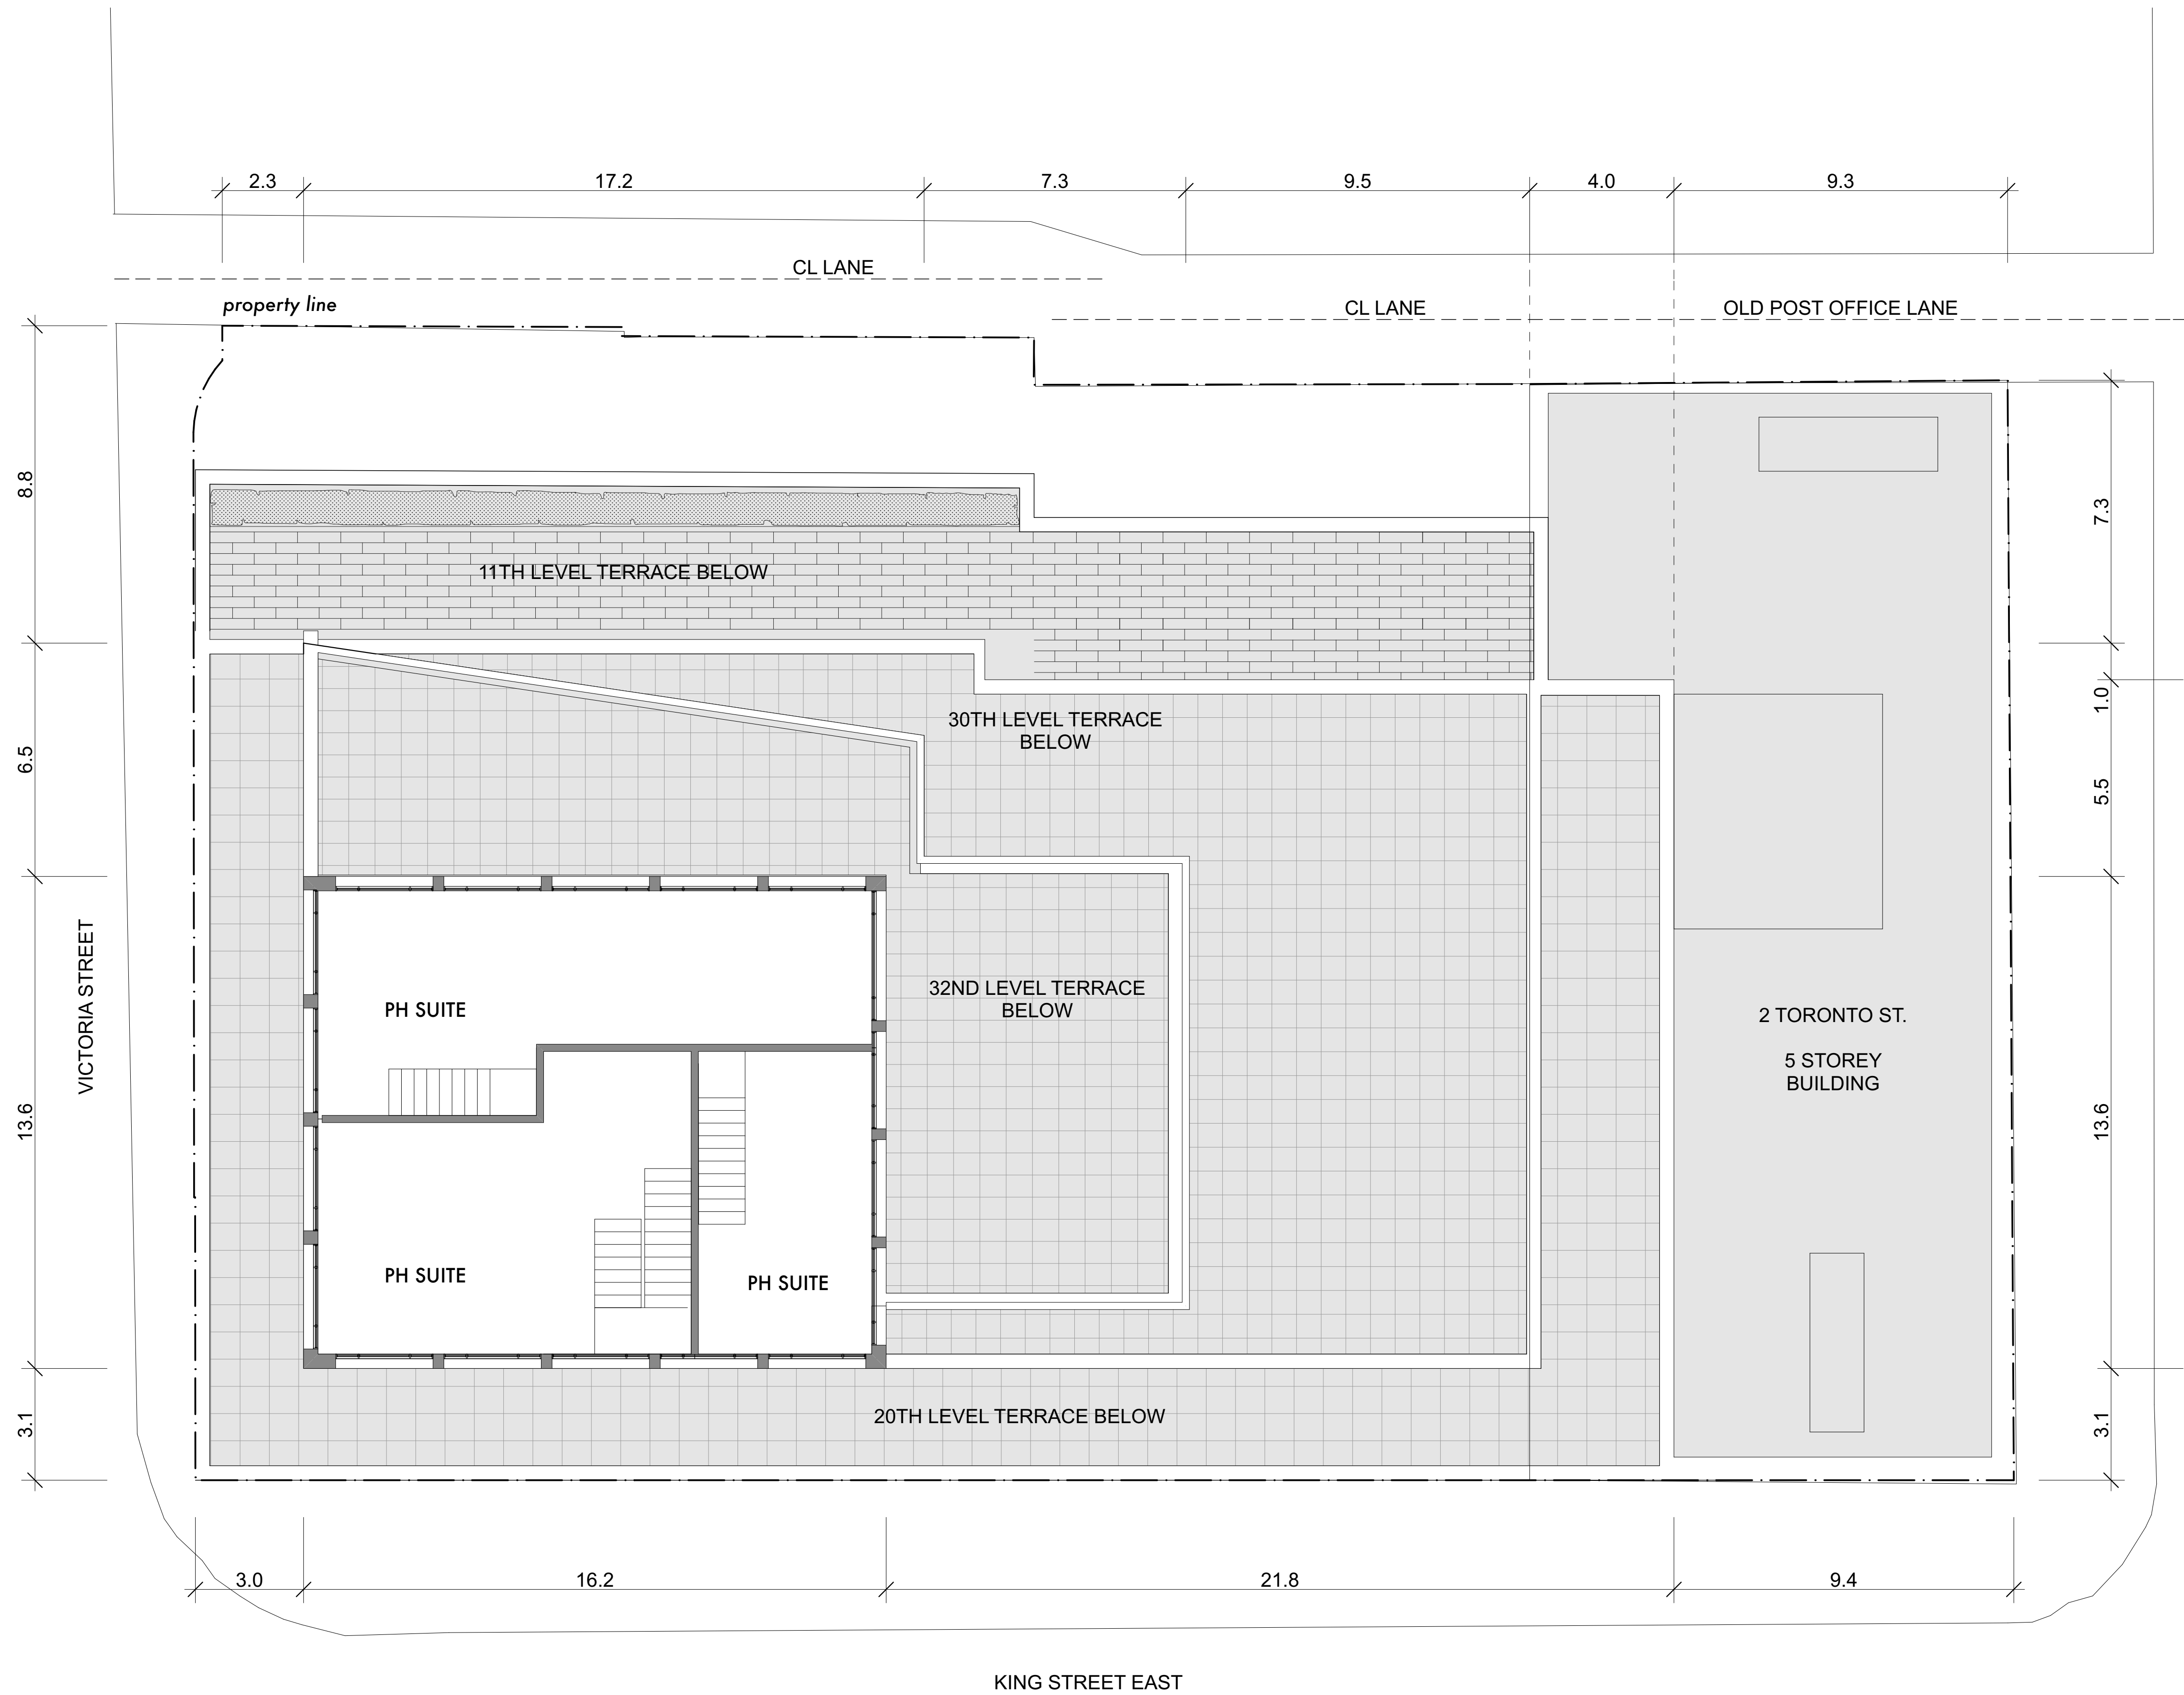 2.3
17.2
7.3
9.5
4.0
9.3
CL LANE
property line
CL LANE
OLD POST OFFICE LANE
8.8
7.3
11TH LEVEL TERRACE BELOW
1.0
30TH LEVEL TERRACE
BELOW
6.5
5.5
VICTORIA STREET
PH SUITE
32ND LEVEL TERRACE
BELOW
2 TORONTO ST.
5 STOREY
BUILDING
13.6
13.6
PH SUITE
PH SUITE
3.1
20TH LEVEL TERRACE BELOW
3.1
3.0
16.2
21.8
9.4
KING STREET EAST